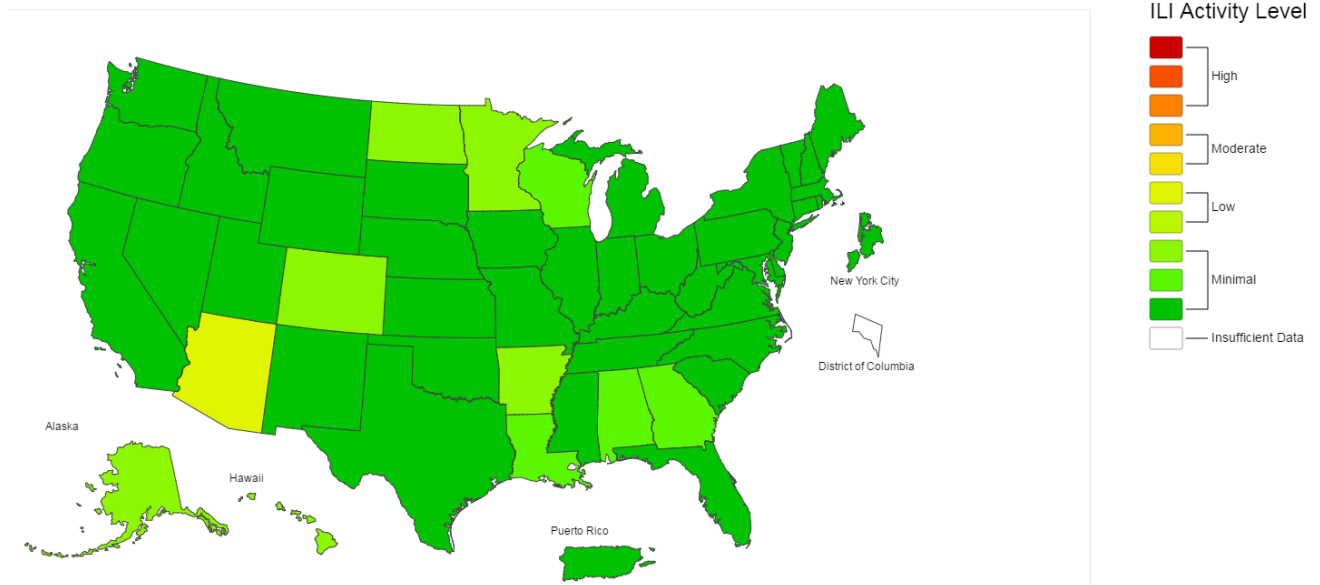 ILI Activity Level
High
Moderate
Low
Minimal
Insufficient Data
New York City
District of Columbia
Alaska
Hawaii
Puerto Rico